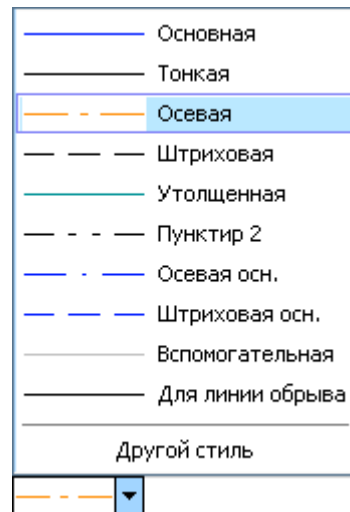 Основная
Тонкая
Осевая
Штриховая
Утолщенная
Пунктир 2
Осевая осн.
Штриховая осн.
Вспомогательная
Для линии обрыва
Другой стиль